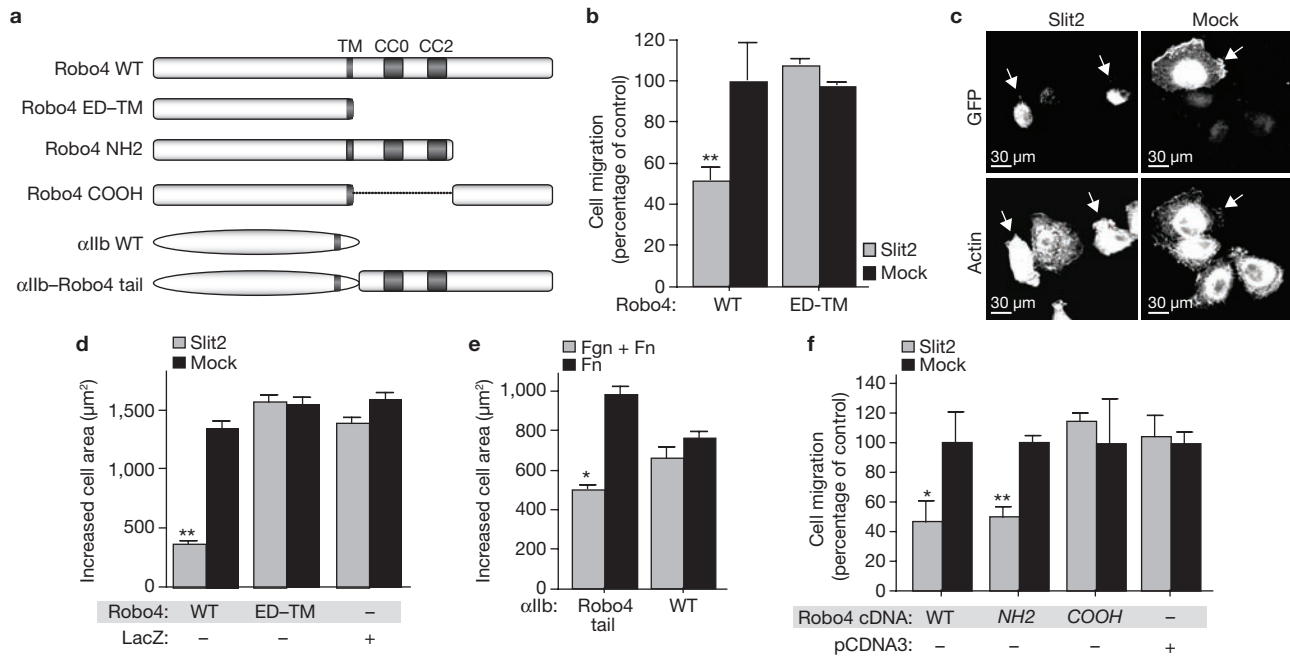 a
TM CC0 CC2
Robo4 WT
Robo4 ED–TM
Robo4 NH2
Robo4 COOH
αIIb WT
αIIb–Robo4 tail
b
Cell migration
(percentage of control)
120
100
80
60
40
20
0
**
Slit2
Mock
Robo4: WT ED-TM
c
Slit2 Mock
GFP
30 µm 30 µm
Actin
30 µm 30 µm
d
Slit2
Mock
Increased cell area (µm²)
1,500
1,000
500
0
**
Robo4: WT ED–TM –
LacZ: – – +
e
Fgn + Fn
Fn
Increased cell area (µm²)
1,000
800
600
400
200
0
*
αIIb: Robo4 WT
tail
f
Slit2
Mock
Cell migration
(percentage of control)
120
100
80
60
40
20
0
* **
Robo4 cDNA: WT NH2 COOH –
pCDNA3: – – – +